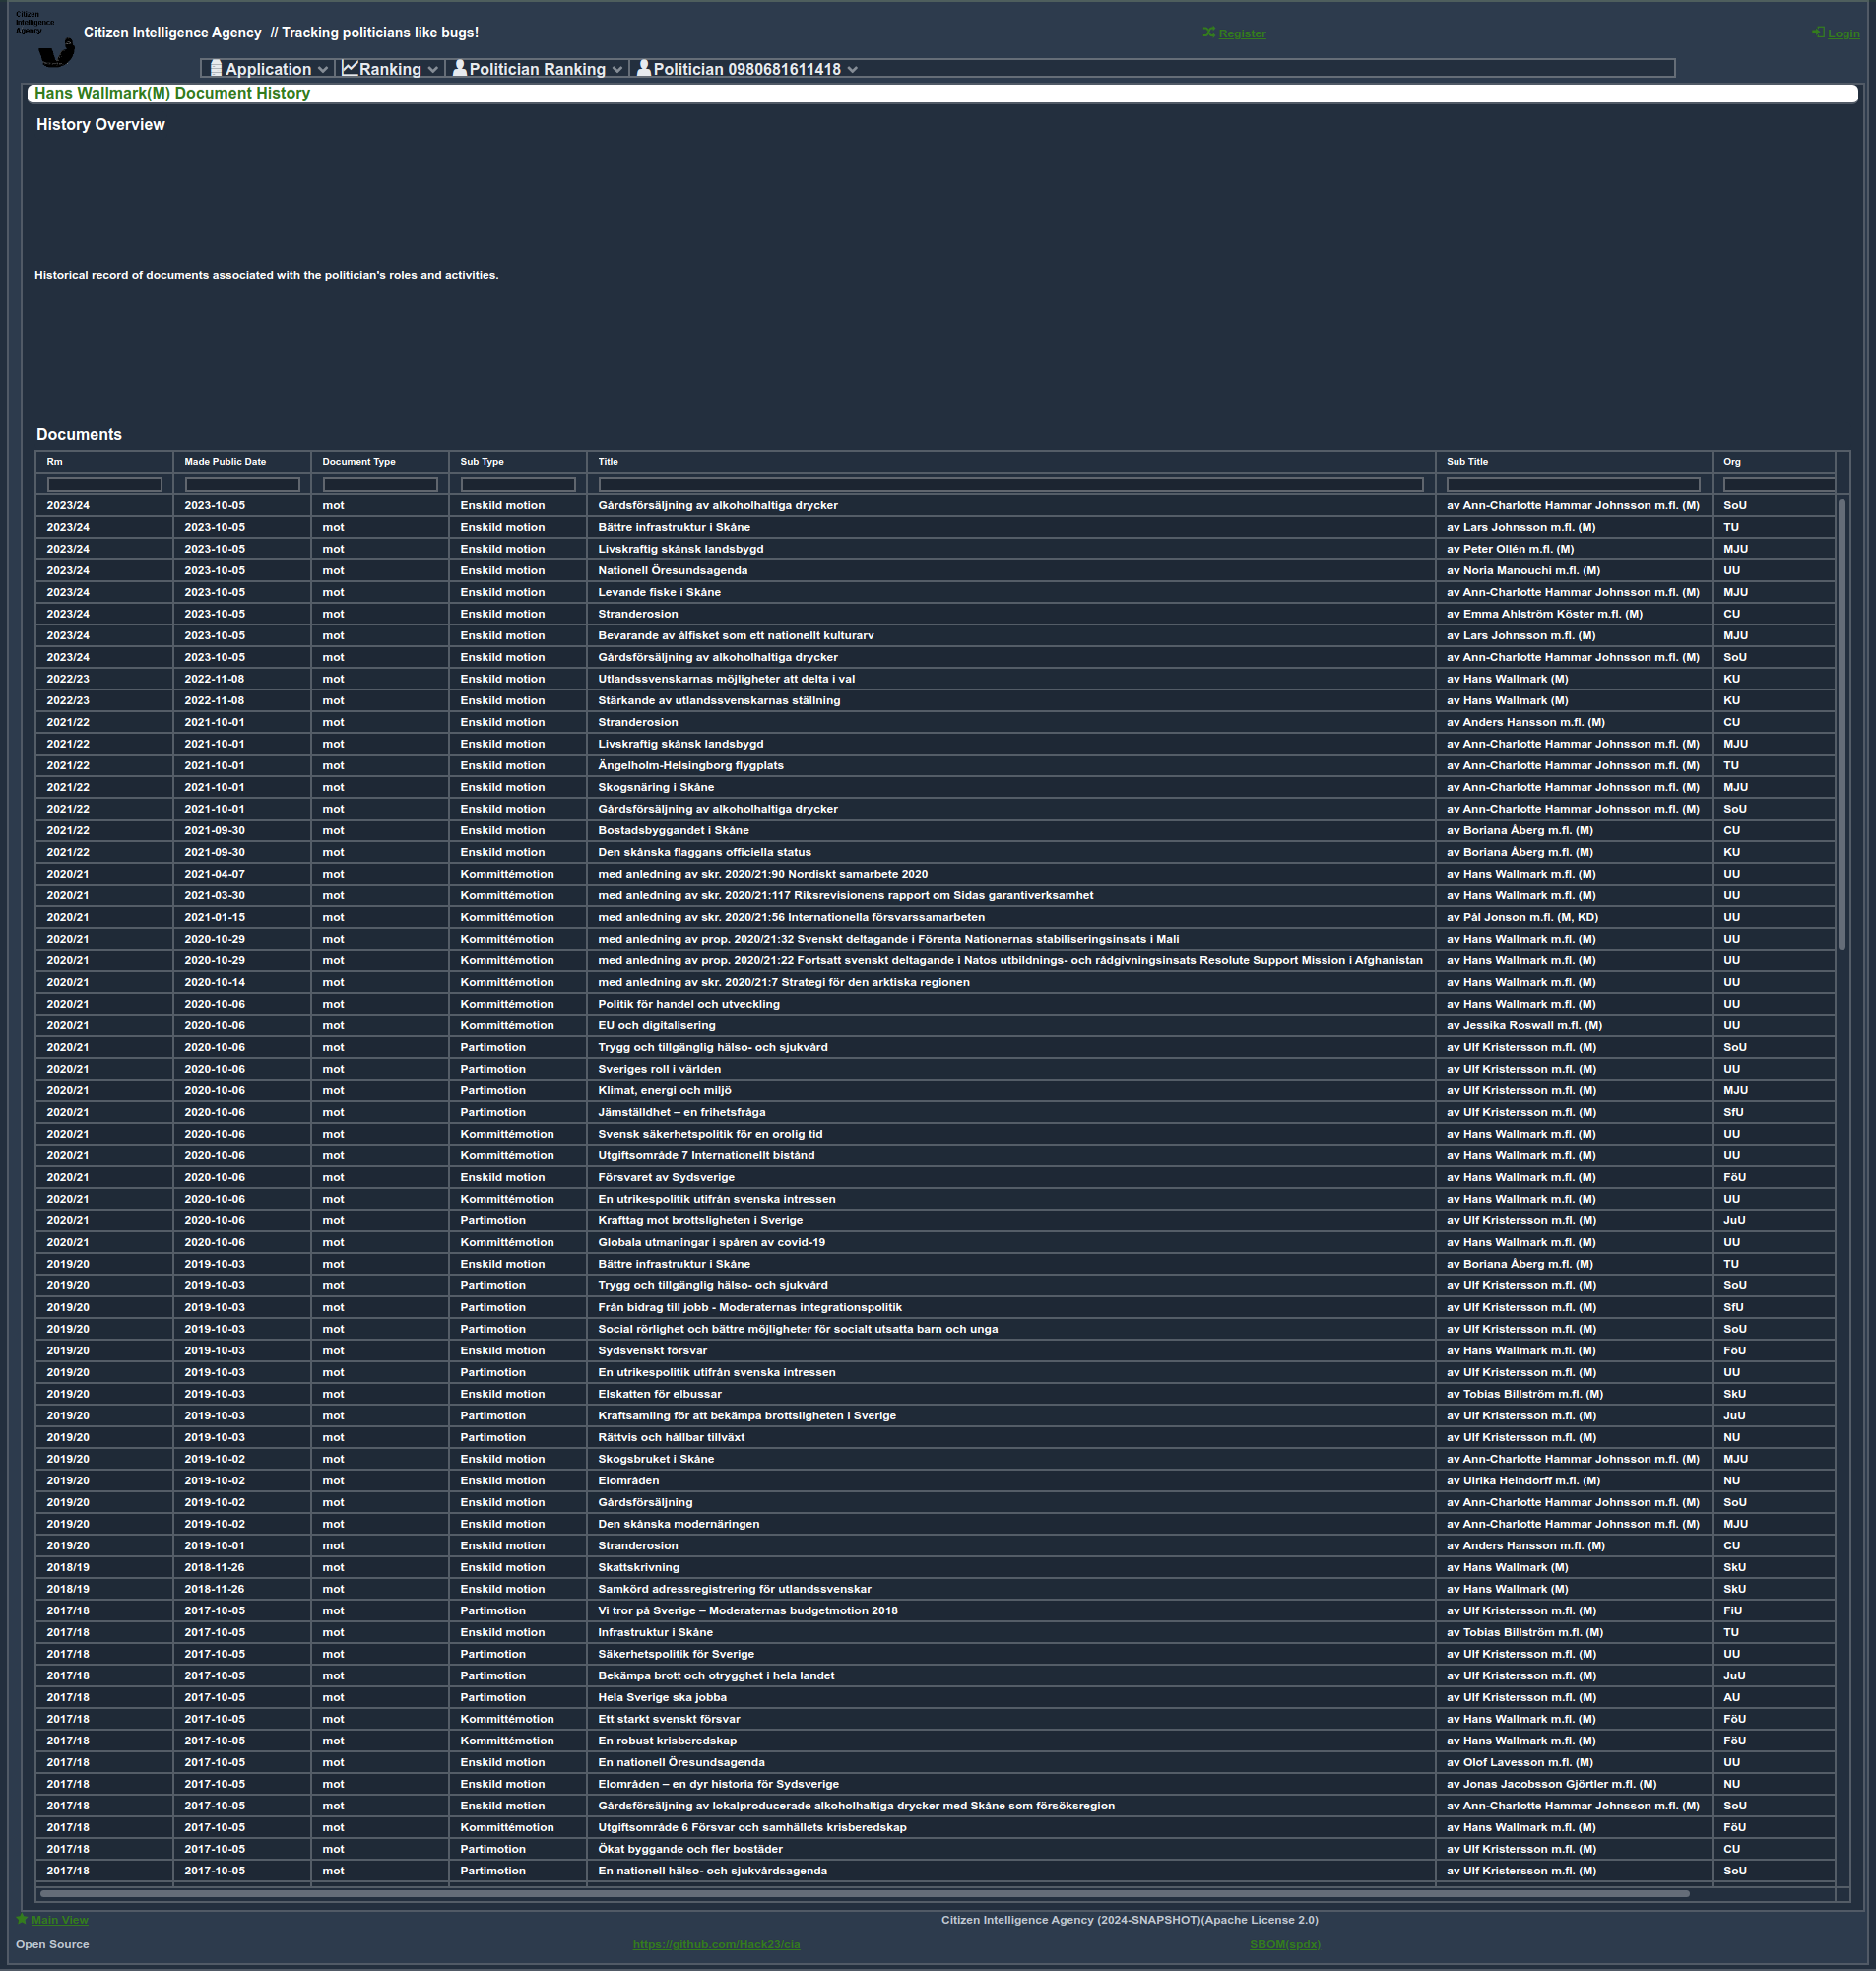 Citizen
Intelligence
Agency
Citizen Intelligence Agency // Tracking politicians like bugs!
Register
Login
Application
Ranking
Politician Ranking
Politician 0980681611418
Hans Wallmark(M) Document History
History Overview
Historical record of documents associated with the politician's roles and activities.
Documents
Rm Made Public Date Document Type Sub Type Title Sub Title Org
2023/24 2023-10-05 mot Enskild motion Gårdsförsäljning av alkoholhaltiga drycker av Ann-Charlotte Hammar Johnsson m.fl. (M) SoU
2023/24 2023-10-05 mot Enskild motion Bättre infrastruktur i Skåne av Lars Johnsson m.fl. (M) TU
2023/24 2023-10-05 mot Enskild motion Livskraftig skånsk landsbygd av Peter Ollén m.fl. (M) MJU
2023/24 2023-10-05 mot Enskild motion Nationell Öresundsagenda av Noria Manouchi m.fl. (M) UU
2023/24 2023-10-05 mot Enskild motion Levande fiske i Skåne av Ann-Charlotte Hammar Johnsson m.fl. (M) MJU
2023/24 2023-10-05 mot Enskild motion Stranderosion av Emma Ahlström Köster m.fl. (M) CU
2023/24 2023-10-05 mot Enskild motion Bevarande av ålfisket som ett nationellt kulturarv av Lars Johnsson m.fl. (M) MJU
2023/24 2023-10-05 mot Enskild motion Gårdsförsäljning av alkoholhaltiga drycker av Ann-Charlotte Hammar Johnsson m.fl. (M) SoU
2022/23 2022-11-08 mot Enskild motion Utlandssvenskarnas möjligheter att delta i val av Hans Wallmark (M) KU
2022/23 2022-11-08 mot Enskild motion Stärkande av utlandssvenskarnas ställning av Hans Wallmark (M) KU
2021/22 2021-10-01 mot Enskild motion Stranderosion av Anders Hansson m.fl. (M) CU
2021/22 2021-10-01 mot Enskild motion Livskraftig skånsk landsbygd av Ann-Charlotte Hammar Johnsson m.fl. (M) MJU
2021/22 2021-10-01 mot Enskild motion Ängelholm-Helsingborg flygplats av Ann-Charlotte Hammar Johnsson m.fl. (M) TU
2021/22 2021-10-01 mot Enskild motion Skogsnäring i Skåne av Ann-Charlotte Hammar Johnsson m.fl. (M) MJU
2021/22 2021-10-01 mot Enskild motion Gårdsförsäljning av alkoholhaltiga drycker av Ann-Charlotte Hammar Johnsson m.fl. (M) SoU
2021/22 2021-09-30 mot Enskild motion Bostadsbyggandet i Skåne av Boriana Åberg m.fl. (M) CU
2021/22 2021-09-30 mot Enskild motion Den skånska flaggans officiella status av Boriana Åberg m.fl. (M) KU
2020/21 2021-04-07 mot Kommittémotion med anledning av skr. 2020/21:90 Nordiskt samarbete 2020 av Hans Wallmark m.fl. (M) UU
2020/21 2021-03-30 mot Kommittémotion med anledning av skr. 2020/21:117 Riksrevisionens rapport om Sidas garantiverksamhet av Hans Wallmark m.fl. (M) UU
2020/21 2021-01-15 mot Kommittémotion med anledning av skr. 2020/21:56 Internationella försvarssamarbeten av Pål Jonson m.fl. (M, KD) UU
2020/21 2020-10-29 mot Kommittémotion med anledning av prop. 2020/21:32 Svenskt deltagande i Förenta Nationernas stabiliseringsinsats i Mali av Hans Wallmark m.fl. (M) UU
2020/21 2020-10-29 mot Kommittémotion med anledning av prop. 2020/21:22 Fortsatt svenskt deltagande i Natos utbildnings- och rådgivningsinsats Resolute Support Mission i Afghanistan av Hans Wallmark m.fl. (M) UU
2020/21 2020-10-14 mot Kommittémotion med anledning av skr. 2020/21:7 Strategi för den arktiska regionen av Hans Wallmark m.fl. (M) UU
2020/21 2020-10-06 mot Kommittémotion Politik för handel och utveckling av Hans Wallmark m.fl. (M) UU
2020/21 2020-10-06 mot Kommittémotion EU och digitalisering av Jessika Roswall m.fl. (M) UU
2020/21 2020-10-06 mot Partimotion Trygg och tillgänglig hälso- och sjukvård av Ulf Kristersson m.fl. (M) SoU
2020/21 2020-10-06 mot Partimotion Sveriges roll i världen av Ulf Kristersson m.fl. (M) UU
2020/21 2020-10-06 mot Partimotion Klimat, energi och miljö av Ulf Kristersson m.fl. (M) MJU
2020/21 2020-10-06 mot Partimotion Jämställdhet – en frihetsfråga av Ulf Kristersson m.fl. (M) SfU
2020/21 2020-10-06 mot Kommittémotion Svensk säkerhetspolitik för en orolig tid av Hans Wallmark m.fl. (M) UU
2020/21 2020-10-06 mot Kommittémotion Utgiftsområde 7 Internationellt bistånd av Hans Wallmark m.fl. (M) UU
2020/21 2020-10-06 mot Enskild motion Försvaret av Sydsverige av Hans Wallmark m.fl. (M) FöU
2020/21 2020-10-06 mot Kommittémotion En utrikespolitik utifrån svenska intressen av Hans Wallmark m.fl. (M) UU
2020/21 2020-10-06 mot Partimotion Krafttag mot brottsligheten i Sverige av Ulf Kristersson m.fl. (M) JuU
2020/21 2020-10-06 mot Kommittémotion Globala utmaningar i spåren av covid-19 av Hans Wallmark m.fl. (M) UU
2019/20 2019-10-03 mot Enskild motion Bättre infrastruktur i Skåne av Boriana Åberg m.fl. (M) TU
2019/20 2019-10-03 mot Partimotion Trygg och tillgänglig hälso- och sjukvård av Ulf Kristersson m.fl. (M) SoU
2019/20 2019-10-03 mot Partimotion Från bidrag till jobb - Moderaternas integrationspolitik av Ulf Kristersson m.fl. (M) SfU
2019/20 2019-10-03 mot Partimotion Social rörlighet och bättre möjligheter för socialt utsatta barn och unga av Ulf Kristersson m.fl. (M) SoU
2019/20 2019-10-03 mot Enskild motion Sydsvenskt försvar av Hans Wallmark m.fl. (M) FöU
2019/20 2019-10-03 mot Partimotion En utrikespolitik utifrån svenska intressen av Ulf Kristersson m.fl. (M) UU
2019/20 2019-10-03 mot Enskild motion Elskatten för elbussar av Tobias Billström m.fl. (M) SkU
2019/20 2019-10-03 mot Partimotion Kraftsamling för att bekämpa brottsligheten i Sverige av Ulf Kristersson m.fl. (M) JuU
2019/20 2019-10-03 mot Partimotion Rättvis och hållbar tillväxt av Ulf Kristersson m.fl. (M) NU
2019/20 2019-10-02 mot Enskild motion Skogsbruket i Skåne av Ann-Charlotte Hammar Johnsson m.fl. (M) MJU
2019/20 2019-10-02 mot Enskild motion Elområden av Ulrika Heindorff m.fl. (M) NU
2019/20 2019-10-02 mot Enskild motion Gårdsförsäljning av Ann-Charlotte Hammar Johnsson m.fl. (M) SoU
2019/20 2019-10-02 mot Enskild motion Den skånska modernäringen av Ann-Charlotte Hammar Johnsson m.fl. (M) MJU
2019/20 2019-10-01 mot Enskild motion Stranderosion av Anders Hansson m.fl. (M) CU
2018/19 2018-11-26 mot Enskild motion Skattskrivning av Hans Wallmark (M) SkU
2018/19 2018-11-26 mot Enskild motion Samkörd adressregistrering för utlandssvenskar av Hans Wallmark (M) SkU
2017/18 2017-10-05 mot Partimotion Vi tror på Sverige – Moderaternas budgetmotion 2018 av Ulf Kristersson m.fl. (M) FiU
2017/18 2017-10-05 mot Enskild motion Infrastruktur i Skåne av Tobias Billström m.fl. (M) TU
2017/18 2017-10-05 mot Partimotion Säkerhetspolitik för Sverige av Ulf Kristersson m.fl. (M) UU
2017/18 2017-10-05 mot Partimotion Bekämpa brott och otrygghet i hela landet av Ulf Kristersson m.fl. (M) JuU
2017/18 2017-10-05 mot Partimotion Hela Sverige ska jobba av Ulf Kristersson m.fl. (M) AU
2017/18 2017-10-05 mot Kommittémotion Ett starkt svenskt försvar av Hans Wallmark m.fl. (M) FöU
2017/18 2017-10-05 mot Kommittémotion En robust krisberedskap av Hans Wallmark m.fl. (M) FöU
2017/18 2017-10-05 mot Enskild motion En nationell Öresundsagenda av Olof Lavesson m.fl. (M) UU
2017/18 2017-10-05 mot Enskild motion Elområden – en dyr historia för Sydsverige av Jonas Jacobsson Gjörtler m.fl. (M) NU
2017/18 2017-10-05 mot Enskild motion Gårdsförsäljning av lokalproducerade alkoholhaltiga drycker med Skåne som försöksregion av Ann-Charlotte Hammar Johnsson m.fl. (M) SoU
2017/18 2017-10-05 mot Kommittémotion Utgiftsområde 6 Försvar och samhällets krisberedskap av Hans Wallmark m.fl. (M) FöU
2017/18 2017-10-05 mot Partimotion Ökat byggande och fler bostäder av Ulf Kristersson m.fl. (M) CU
2017/18 2017-10-05 mot Partimotion En nationell hälso- och sjukvårdsagenda av Ulf Kristersson m.fl. (M) SoU
Main View
Citizen Intelligence Agency (2024-SNAPSHOT)(Apache License 2.0)
Open Source
https://github.com/Hack23/cia
SBOM(spdx)